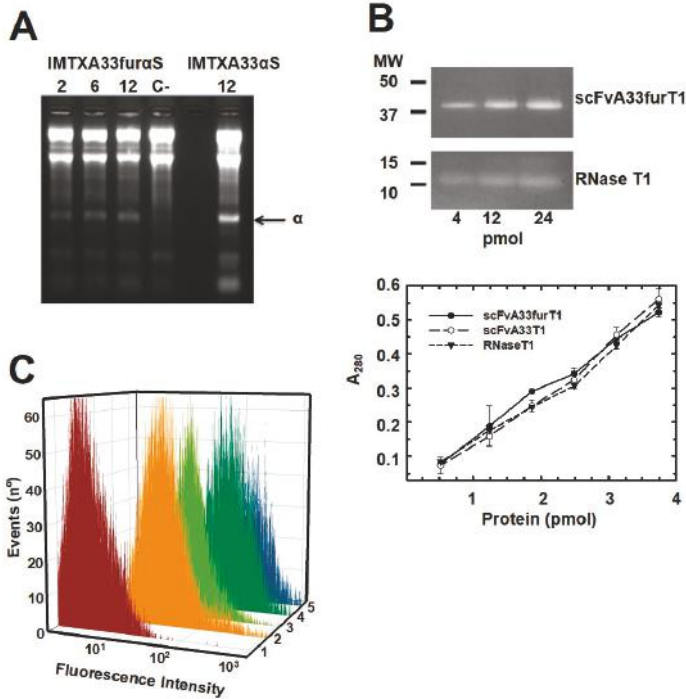 A
IMTXA33furαS IMTXA33αS
2 6 12 C- 12
α
B
MW
50
37
scFvA33furT1
15
10
RNase T1
4 12 24
pmol
0.6
0.5
0.4
0.3
0.2
0.1
A280
scFvA33furT1
scFvA33T1
RNaseT1
1 2 3 4
Protein (pmol)
C
60
50
40
30
20
10
0
Events (nº)
10¹ 10² 10³
Fluorescence Intensity
1 2 3 4 5